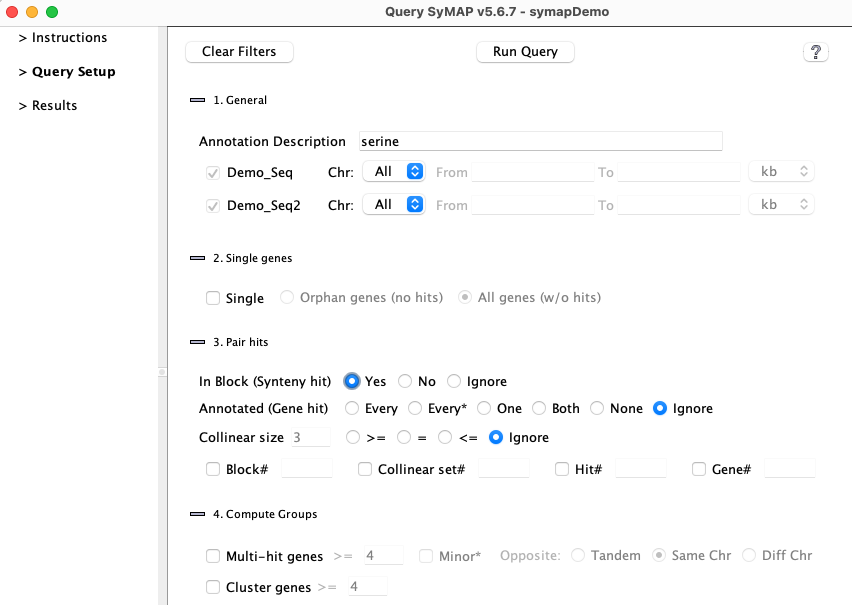 Query SyMAP v5.6.7 - symapDemo
> Instructions
> Query Setup
> Results
Clear Filters Run Query ?
1. General
Annotation Description serine
Demo_Seq Chr: All From To kb
Demo_Seq2 Chr: All From To kb
2. Single genes
Single Orphan genes (no hits) All genes (w/o hits)
3. Pair hits
In Block (Synteny hit) Yes No Ignore
Annotated (Gene hit) Every Every* One Both None Ignore
Collinear size 3 >= = <= Ignore
Block# Collinear set# Hit# Gene#
4. Compute Groups
Multi-hit genes >= 4 Minor* Opposite: Tandem Same Chr Diff Chr
Cluster genes >= 4